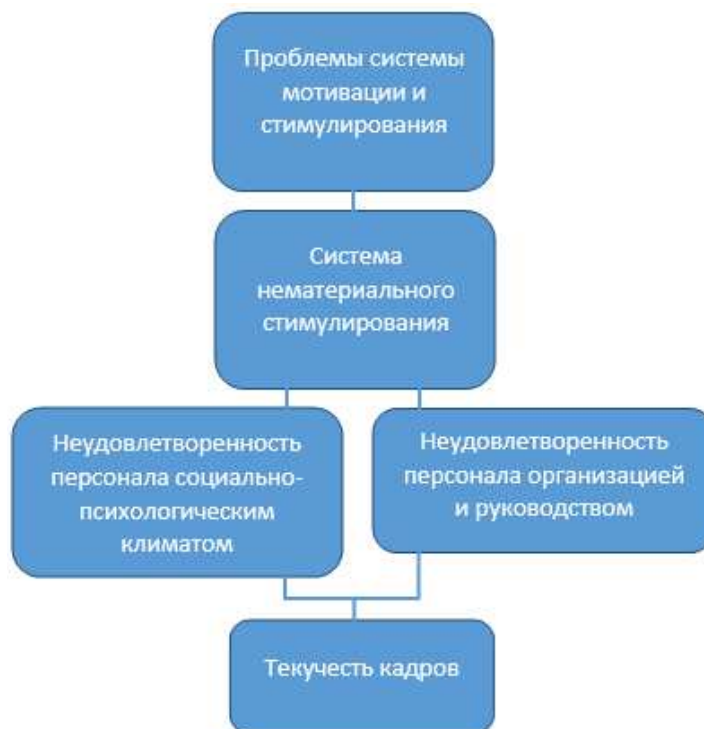 Проблемы системы
мотивации и
стимулирования
Система
нематериального
стимулирования
Неудовлетворенность
персонала социально-
психологическим
климатом
Неудовлетворенность
персонала организацией
и руководством
Текучесть кадров